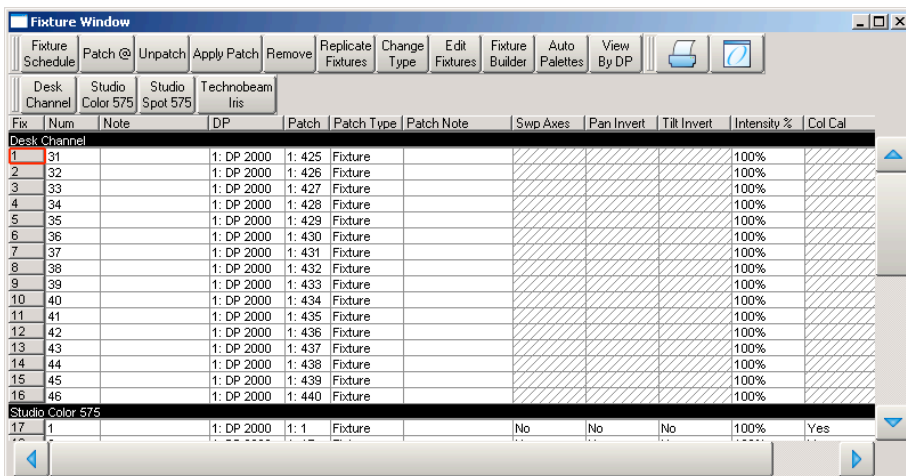 Fixture Window
Fixture Schedule Patch @ Unpatch Apply Patch Remove Replicate Fixtures Change Type Edit Fixtures Fixture Builder Auto Palettes View By DP
Desk Channel Studio Color 575 Studio Spot 575 Technobeam Iris
Fix Num Note DP Patch Patch Type Patch Note Swp Axes Pan Invert Tilt Invert Intensity % Col Cal
Desk Channel
1 31 1: DP 2000 1: 425 Fixture 100%
2 32 1: DP 2000 1: 426 Fixture 100%
3 33 1: DP 2000 1: 427 Fixture 100%
4 34 1: DP 2000 1: 428 Fixture 100%
5 35 1: DP 2000 1: 429 Fixture 100%
6 36 1: DP 2000 1: 430 Fixture 100%
7 37 1: DP 2000 1: 431 Fixture 100%
8 38 1: DP 2000 1: 432 Fixture 100%
9 39 1: DP 2000 1: 433 Fixture 100%
10 40 1: DP 2000 1: 434 Fixture 100%
11 41 1: DP 2000 1: 435 Fixture 100%
12 42 1: DP 2000 1: 436 Fixture 100%
13 43 1: DP 2000 1: 437 Fixture 100%
14 44 1: DP 2000 1: 438 Fixture 100%
15 45 1: DP 2000 1: 439 Fixture 100%
16 46 1: DP 2000 1: 440 Fixture 100%
Studio Color 575
17 1 1: DP 2000 1: 1 Fixture No No No 100% Yes